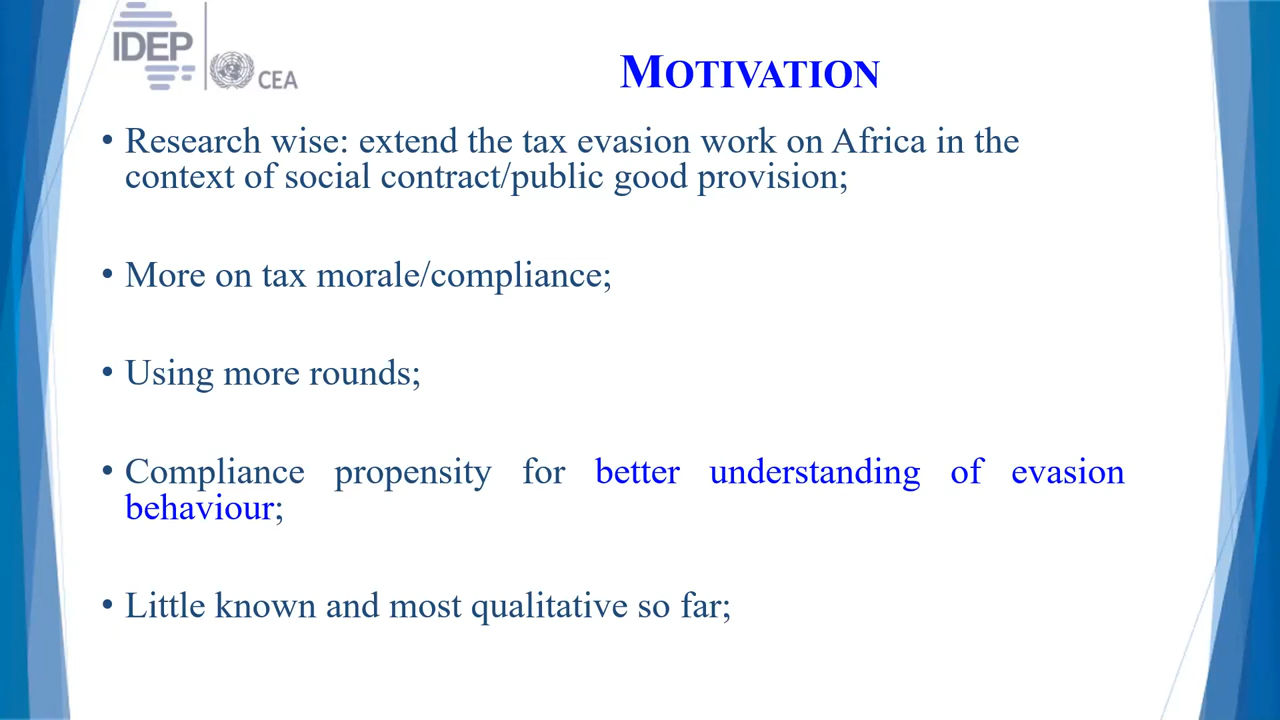 IDEP
CEA
MOTIVATION
• Research wise: extend the tax evasion work on Africa in the
context of social contract/public good provision;
• More on tax morale/compliance;
• Using more rounds;
• Compliance propensity for better understanding of evasion
behaviour;
• Little known and most qualitative so far;